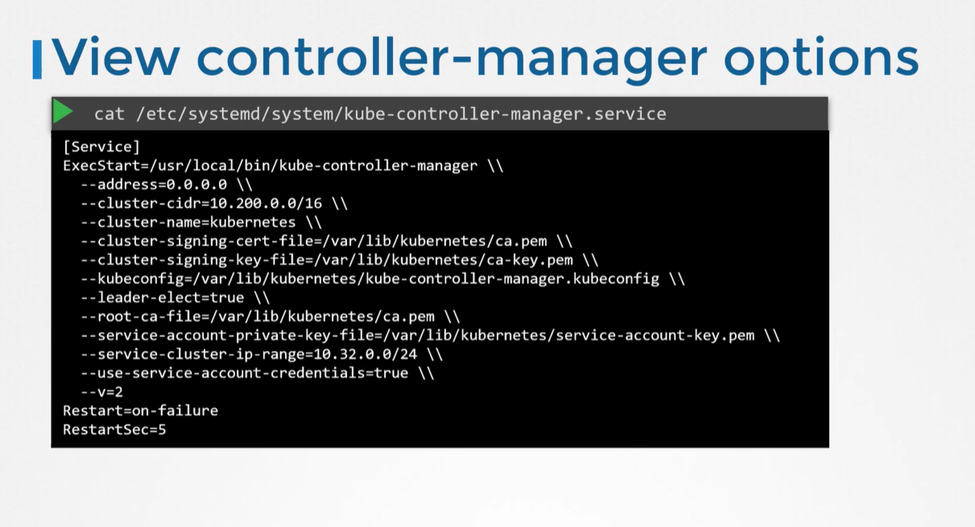 View controller-manager options
cat /etc/systemd/system/kube-controller-manager.service
[Service]
ExecStart=/usr/local/bin/kube-controller-manager \\
  --address=0.0.0.0 \\
  --cluster-cidr=10.200.0.0/16 \\
  --cluster-name=kubernetes \\
  --cluster-signing-cert-file=/var/lib/kubernetes/ca.pem \\
  --cluster-signing-key-file=/var/lib/kubernetes/ca-key.pem \\
  --kubeconfig=/var/lib/kubernetes/kube-controller-manager.kubeconfig \\
  --leader-elect=true \\
  --root-ca-file=/var/lib/kubernetes/ca.pem \\
  --service-account-private-key-file=/var/lib/kubernetes/service-account-key.pem \\
  --service-cluster-ip-range=10.32.0.0/24 \\
  --use-service-account-credentials=true \\
  --v=2
Restart=on-failure
RestartSec=5